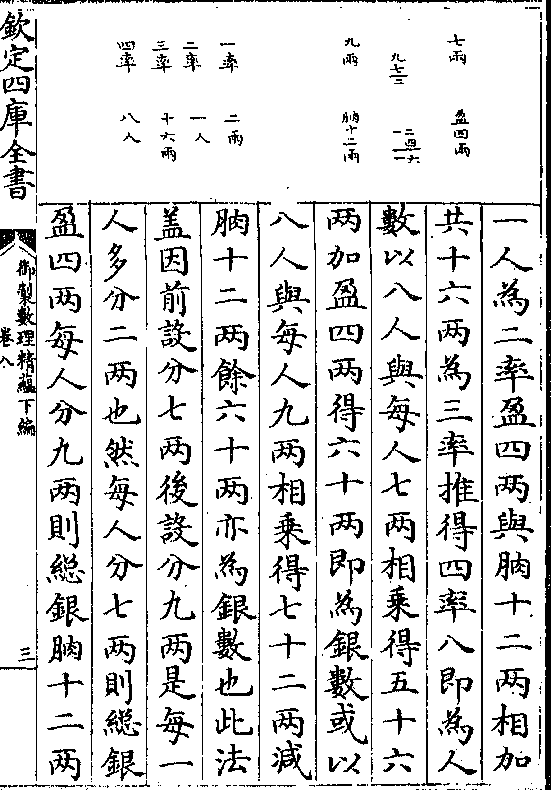 七兩　盈四兩
九七二　二四六
一一
九兩　朒十二兩
一率　二兩
二率　一人
三率　十六兩
四率　八人
一人為二率盈四兩與朒十二兩相加
共十六兩為三率推得四率八即為人
數以八人與每人七兩相乘得五十六
兩加盈四兩得六十兩即為銀數或以
八人與每人九兩相乘得七十二兩減
朒十二兩餘六十兩亦為銀數也此法
盖因前設分七兩後設分九兩是每一
人多分二兩也然每人分七兩則總銀
盈四兩每人分九兩則總銀朒十二兩
欽定四庫全書
御製數理精蘊下編
卷八
三